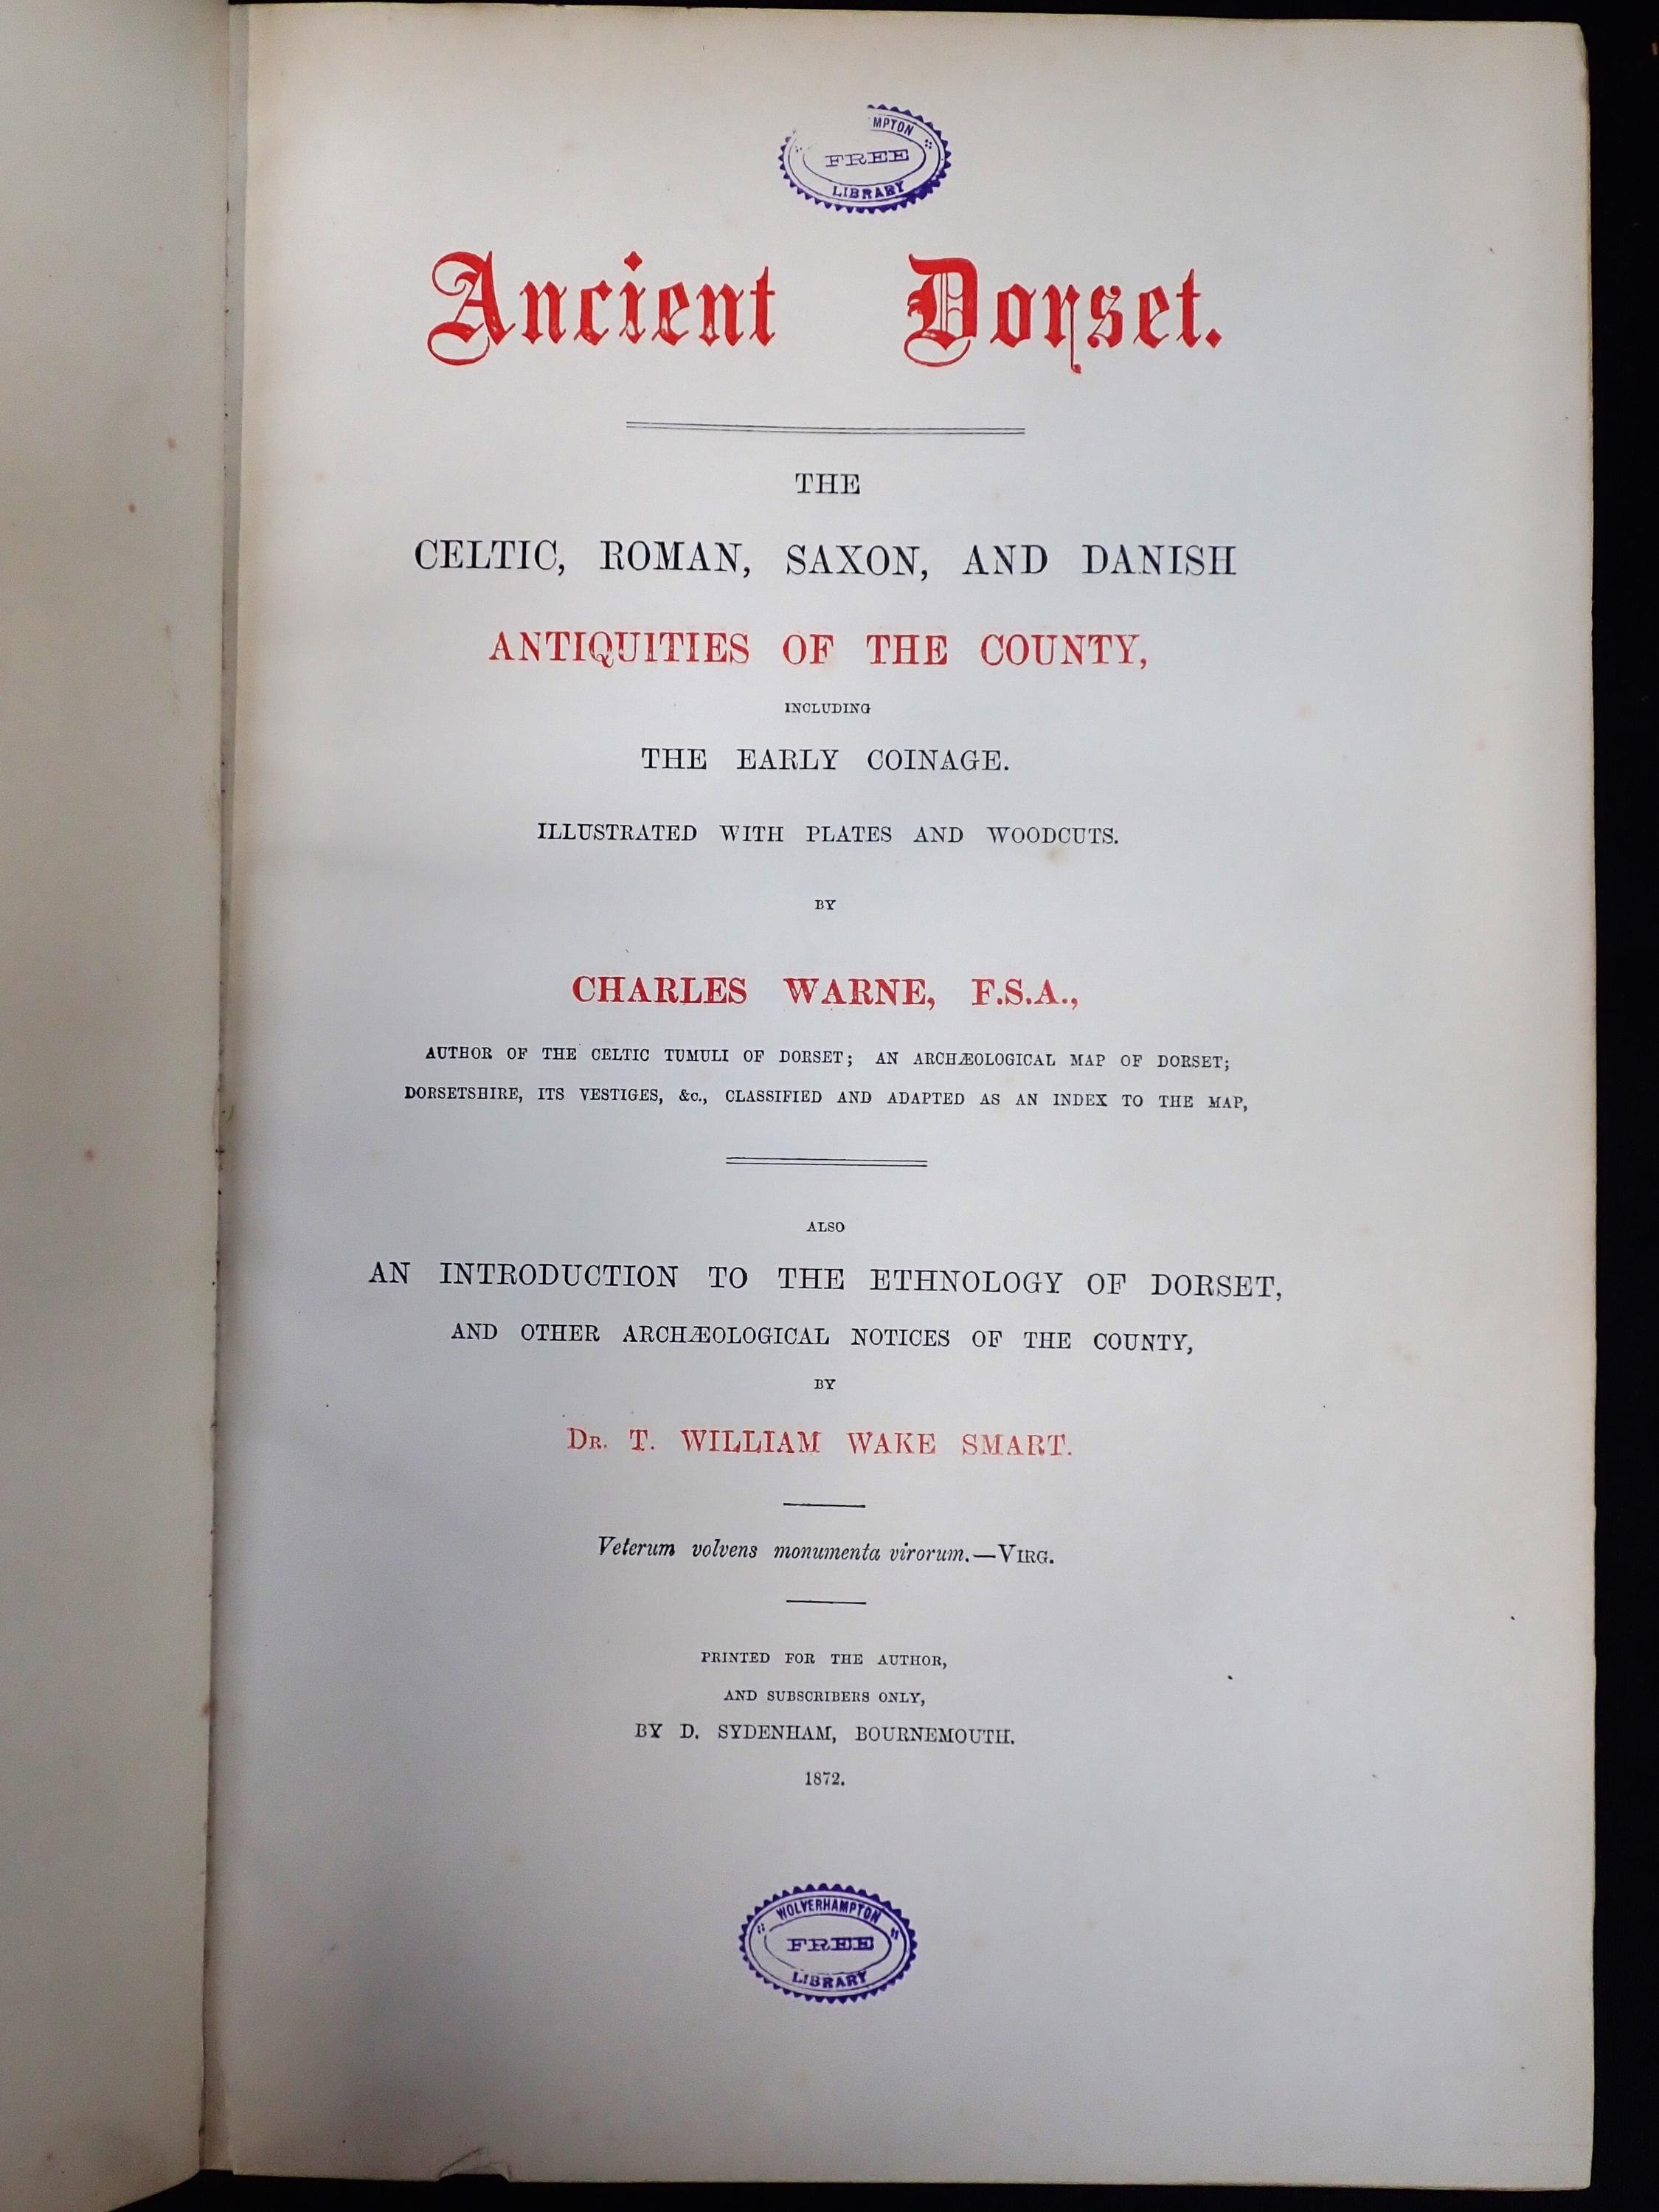 MPTON
FREE
LIBRARY
Ancient Dorset.
THE
CELTIC, ROMAN, SAXON, AND DANISH
ANTIQUITIES OF THE COUNTY,
INCLUDING
THE EARLY COINAGE.
ILLUSTRATED WITH PLATES AND WOODCUTS.
BY
CHARLES WARNE, F.S.A.,
AUTHOR OF THE CELTIC TUMULI OF DORSET; AN ARCHÆOLOGICAL MAP OF DORSET;
DORSETSHIRE, ITS VESTIGES, &c., CLASSIFIED AND ADAPTED AS AN INDEX TO THE MAP,
ALSO
AN INTRODUCTION TO THE ETHNOLOGY OF DORSET,
AND OTHER ARCHÆOLOGICAL NOTICES OF THE COUNTY,
BY
DR. T. WILLIAM WAKE SMART.
Veterum volvens monumenta virorum.—VIRG.
PRINTED FOR THE AUTHOR,
AND SUBSCRIBERS ONLY,
BY D. SYDENHAM, BOURNEMOUTH.
1872.
WOLVERHAMPTON
FREE
LIBRARY